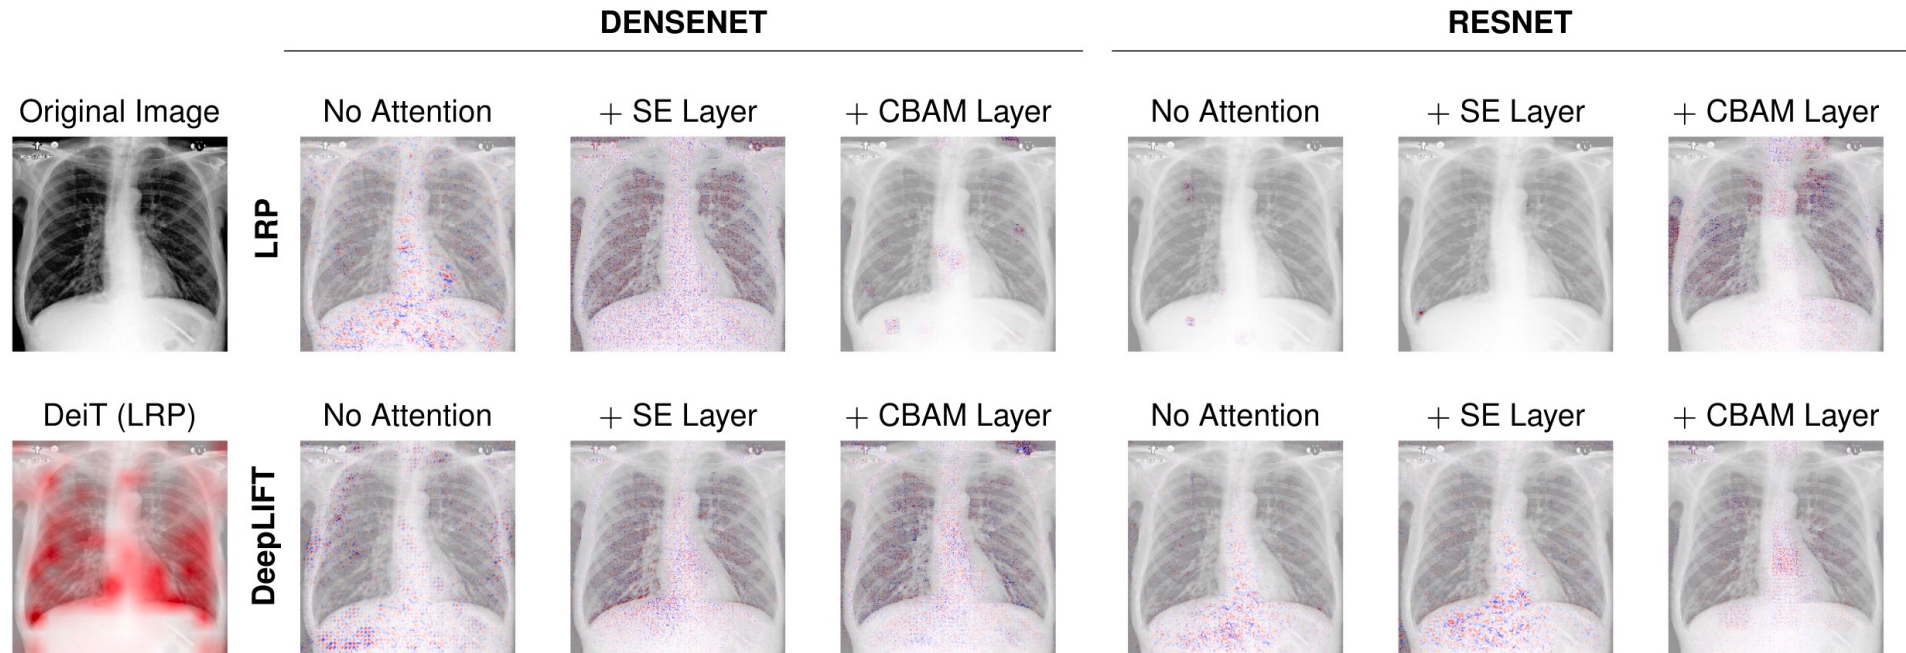 DENSENET
RESNET
Original Image
No Attention
+ SE Layer
+ CBAM Layer
No Attention
+ SE Layer
+ CBAM Layer
LRP
DeiT (LRP)
No Attention
+ SE Layer
+ CBAM Layer
No Attention
+ SE Layer
+ CBAM Layer
DeepLIFT